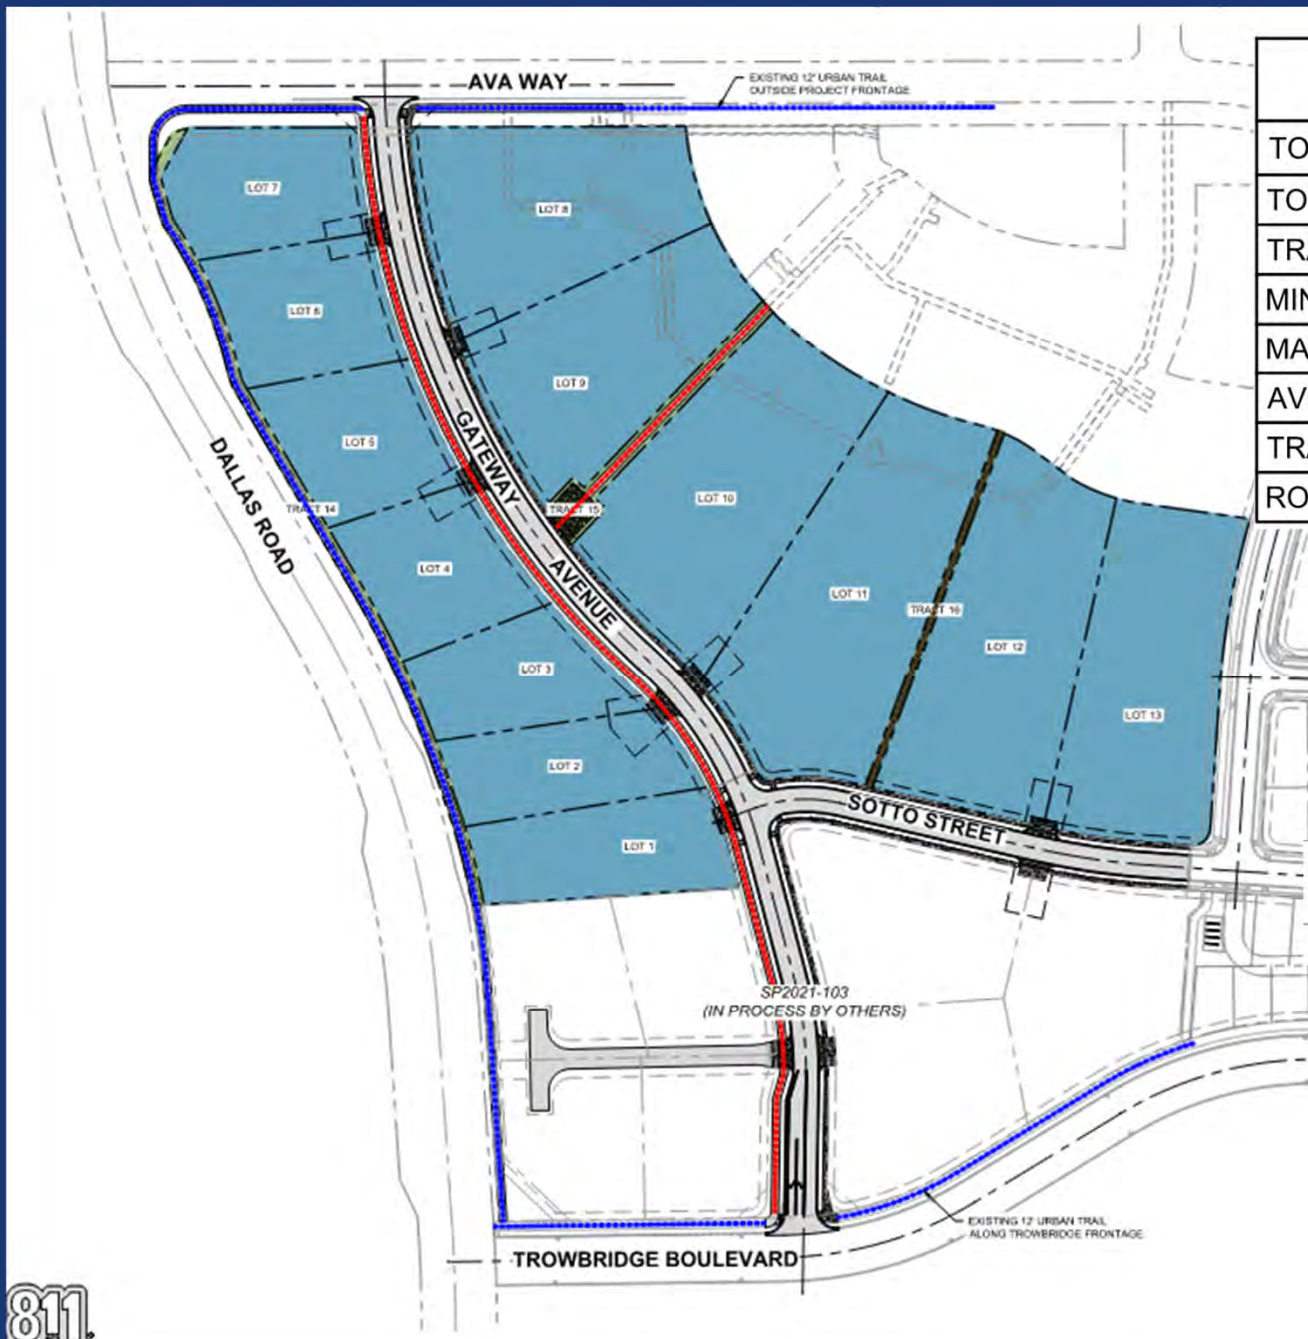 AVA WAY
EXISTING 12' URBAN TRAIL
OUTSIDE PROJECT FRONTAGE
TO
TO
TRA
MIN
MA
AV
TRA
RO
LOT 7
LOT 8
LOT 6
LOT 9
LOT 5
GATEWAY AVENUE
DALLAS ROAD
TRACT 14
TRACT 15
LOT 10
LOT 4
LOT 11
TRACT 16
LOT 12
LOT 3
LOT 13
LOT 2
LOT 1
SOTTO STREET
SP2021-103
(IN PROCESS BY OTHERS)
EXISTING 12' URBAN TRAIL
ALONG TROWBRIDGE FRONTAGE
TROWBRIDGE BOULEVARD
811